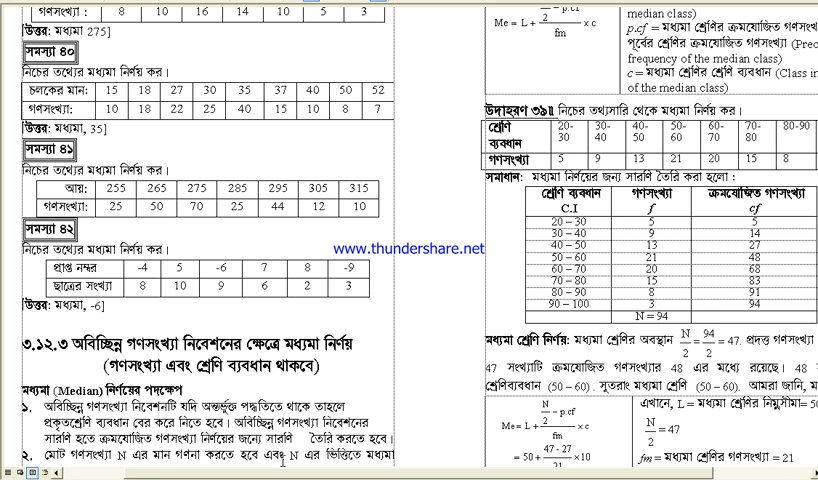 গণসংখ্যা : 8 10 16 14 10 5 3
[উত্তর: মধ্যমা 275]
সমস্যা ৪০
নিচের তথ্যের মধ্যমা নির্ণয় কর।
চলকের মান: 15 18 27 30 35 37 40 50 52
গণসংখ্যা: 10 18 22 25 40 15 10 8 7
[উত্তর: মধ্যমা, 35]
সমস্যা ৪১
নিচের তথ্যের মধ্যমা নির্ণয় কর।
আয়: 255 265 275 285 295 305 315
গণসংখ্যা: 25 50 70 25 44 12 10
সমস্যা ৪২
নিচের তথ্যের মধ্যমা নির্ণয় কর।
প্রাপ্ত নম্বর -4 5 -6 7 8 -9
ছাত্রের সংখ্যা 8 10 9 6 2 3
[উত্তর: মধ্যমা, -6]
৩.১২.৩ অবিচ্ছিন্ন গণসংখ্যা নিবেশনের ক্ষেত্রে মধ্যমা নির্ণয়
(গণসংখ্যা এবং শ্রেণি ব্যবধান থাকবে)
মধ্যমা (Median) নির্ণয়ের পদক্ষেপ
১. অবিচ্ছিন্ন গণসংখ্যা নিবেশনটি যদি অন্তর্ভুক্ত পদ্ধতিতে থাকে তাহলে
প্রকৃতশ্রেণি ব্যবধান বের করে নিতে হবে। অবিচ্ছিন্ন গণসংখ্যা নিবেশনের
সারণি হতে ক্রমযোজিত গণসংখ্যা নির্ণয়ের জন্যে সারণি তৈরি করতে হবে।
২. মোট গণসংখ্যা N এর মান গণনা করতে হবে এবং N এর ভিত্তিতে মধ্যমা
www.thundershare.net
Me = L + 2 - p.cf / fm × c
median class)
p.cf = মধ্যমা শ্রেণির ক্রমযোজিত গণসংখ্যা
পূর্বের শ্রেণির ক্রমযোজিত গণসংখ্যা (Prec
frequency of the median class)
c = মধ্যমা শ্রেণির শ্রেণি ব্যবধান (Class in
of the median class)
উদাহরণ ৩৯॥ নিচের তথ্যসারি থেকে মধ্যমা নির্ণয় কর।
শ্রেণি ব্যবধান 20-30 30-40 40-50 50-60 60-70 70-80 80-90
গণসংখ্যা 5 9 13 21 20 15 8
সমাধান: মধ্যমা নির্ণয়ের জন্য সারণি তৈরি করা হলো :
শ্রেণি ব্যবধান গণসংখ্যা ক্রমযোজিত গণসংখ্যা
C.I f cf
20 – 30 5 5
30 – 40 9 14
40 – 50 13 27
50 – 60 21 48
60 – 70 20 68
70 – 80 15 83
80 – 90 8 91
90 – 100 3 94
N = 94
মধ্যমা শ্রেণি নির্ণয়: মধ্যমা শ্রেণির অবস্থান N/2 = 94/2 = 47. প্রদত্ত গণসংখ্যা
47 সংখ্যাটি ক্রমযোজিত গণসংখ্যার 48 এর মধ্যে রয়েছে। 48
শ্রেণিব্যবধান (50 – 60) . সুতরাং মধ্যমা শ্রেণি (50 – 60). আমরা জানি,
Me = L + N/2 - p.cf / fm × c
= 50 + 47 - 27 / 21 ×10
এখানে, L = মধ্যমা শ্রেণির নিম্নসীমা= 50
N/2 = 47
fm = মধ্যমা শ্রেণির গণসংখ্যা = 21